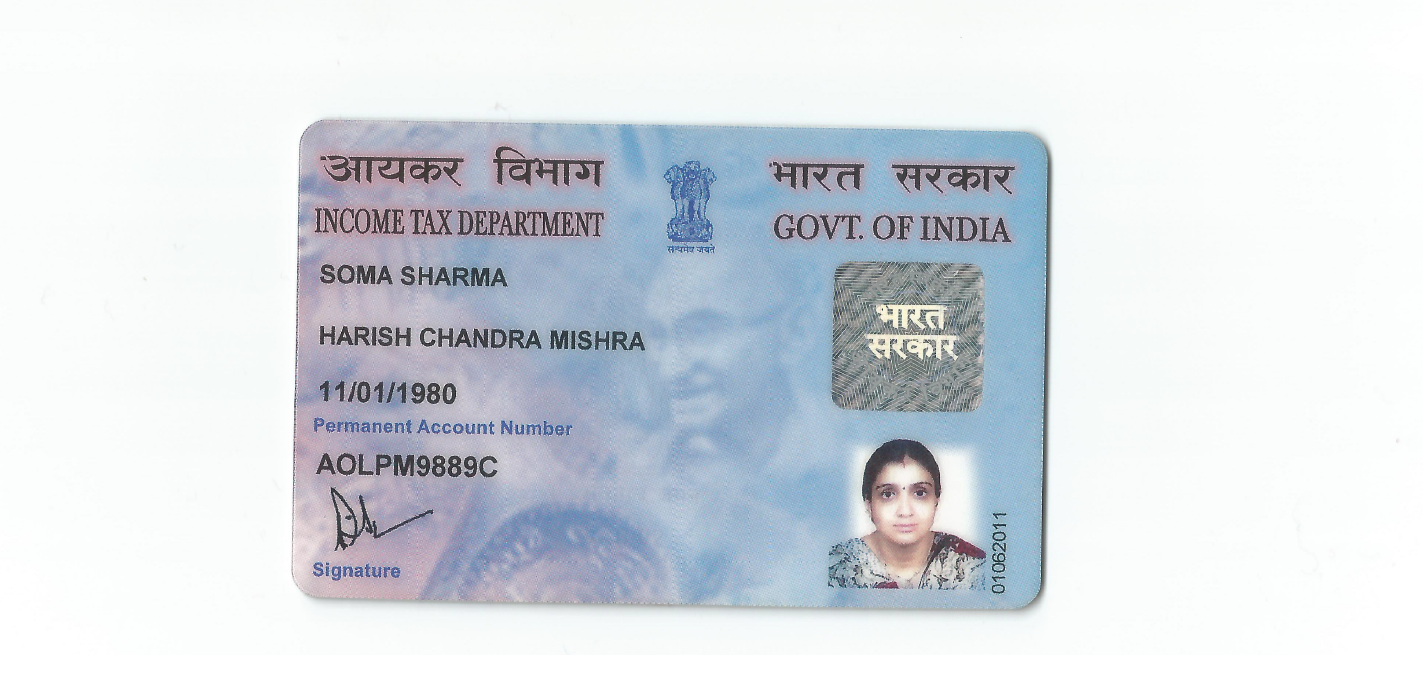 आयकर विभाग
INCOME TAX DEPARTMENT
सत्यमेव जयते
भारत सरकार
GOVT. OF INDIA
SOMA SHARMA
HARISH CHANDRA MISHRA
11/01/1980
Permanent Account Number
AOLPM9889C
Signature
भारत
सरकार
01062011